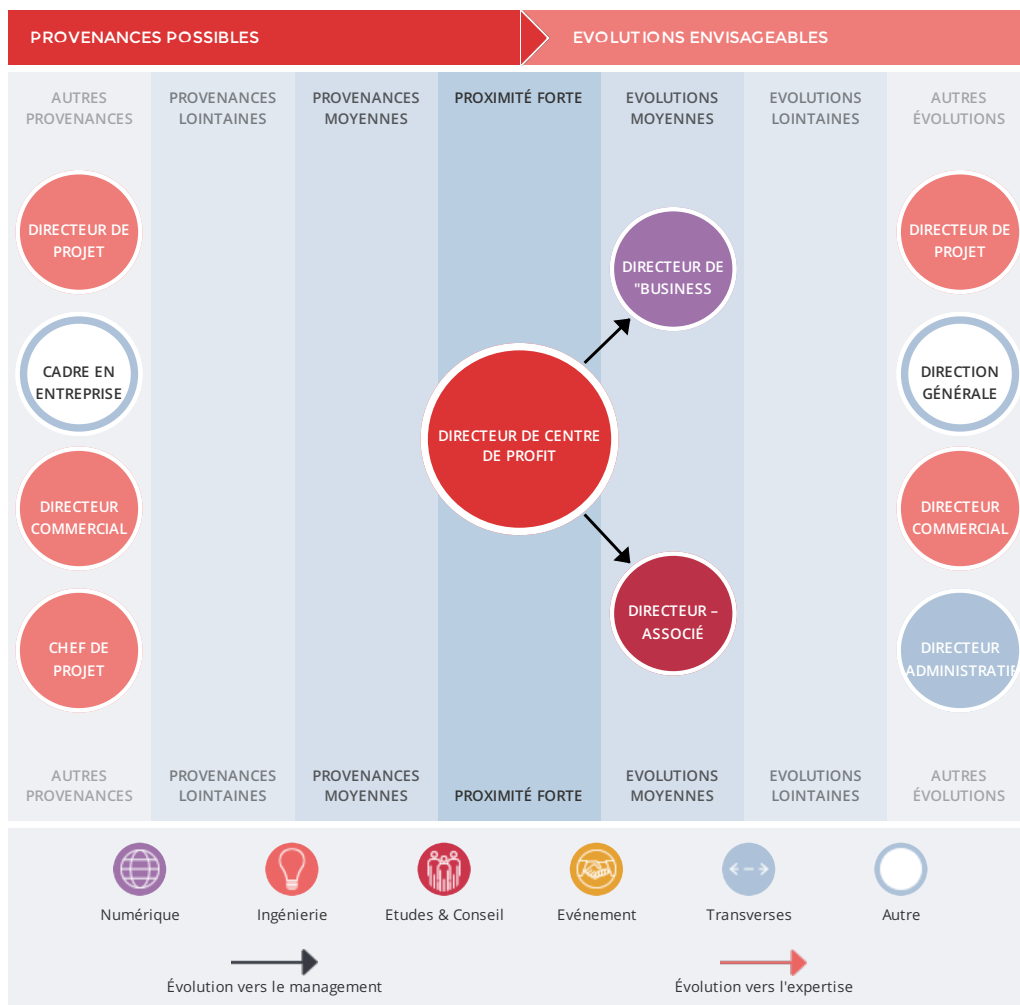 PROVENANCES POSSIBLES
EVOLUTIONS ENVISAGEABLES
AUTRES
PROVENANCES
PROVENANCES
LOINTAINES
PROVENANCES
MOYENNES
PROXIMITÉ FORTE
EVOLUTIONS
MOYENNES
EVOLUTIONS
LOINTAINES
AUTRES
ÉVOLUTIONS
DIRECTEUR DE
PROJET
CADRE EN
ENTREPRISE
DIRECTEUR
COMMERCIAL
CHEF DE
PROJET
DIRECTEUR DE CENTRE
DE PROFIT
DIRECTEUR DE
"BUSINESS
DIRECTEUR –
ASSOCIÉ
DIRECTEUR DE
PROJET
DIRECTION
GÉNÉRALE
DIRECTEUR
COMMERCIAL
DIRECTEUR
ADMINISTRATIF
AUTRES
PROVENANCES
PROVENANCES
LOINTAINES
PROVENANCES
MOYENNES
PROXIMITÉ FORTE
EVOLUTIONS
MOYENNES
EVOLUTIONS
LOINTAINES
AUTRES
ÉVOLUTIONS
Numérique
Ingénierie
Etudes & Conseil
Evénement
Transverses
Autre
Évolution vers le management
Évolution vers l'expertise